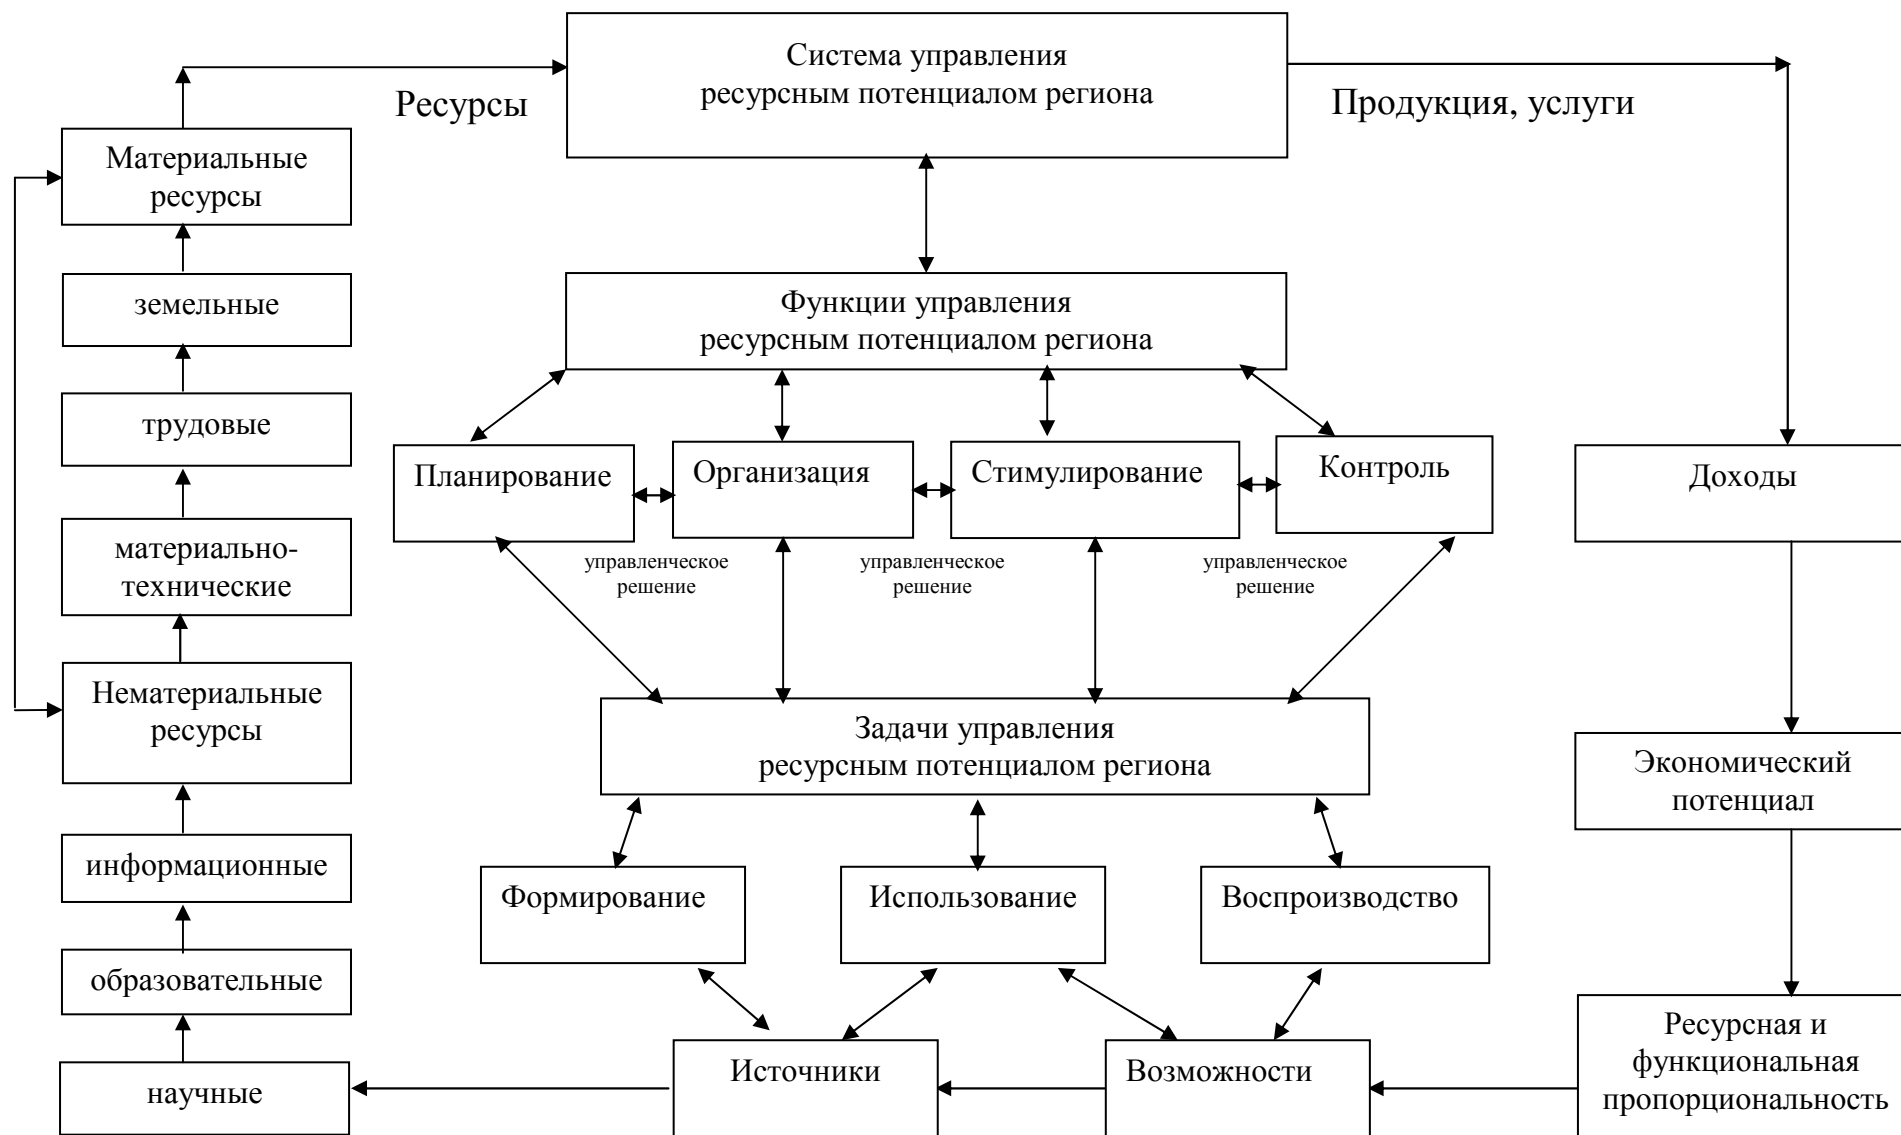 Система управления
ресурсным потенциалом региона
Ресурсы
Продукция, услуги
Материальные
ресурсы
земельные
трудовые
материально-
технические
Нематериальные
ресурсы
информационные
образовательные
научные
Функции управления
ресурсным потенциалом региона
Планирование
Организация
Стимулирование
Контроль
управленческое
решение
управленческое
решение
управленческое
решение
Задачи управления
ресурсным потенциалом региона
Формирование
Использование
Воспроизводство
Источники
Возможности
Доходы
Экономический
потенциал
Ресурсная и
функциональная
пропорциональность